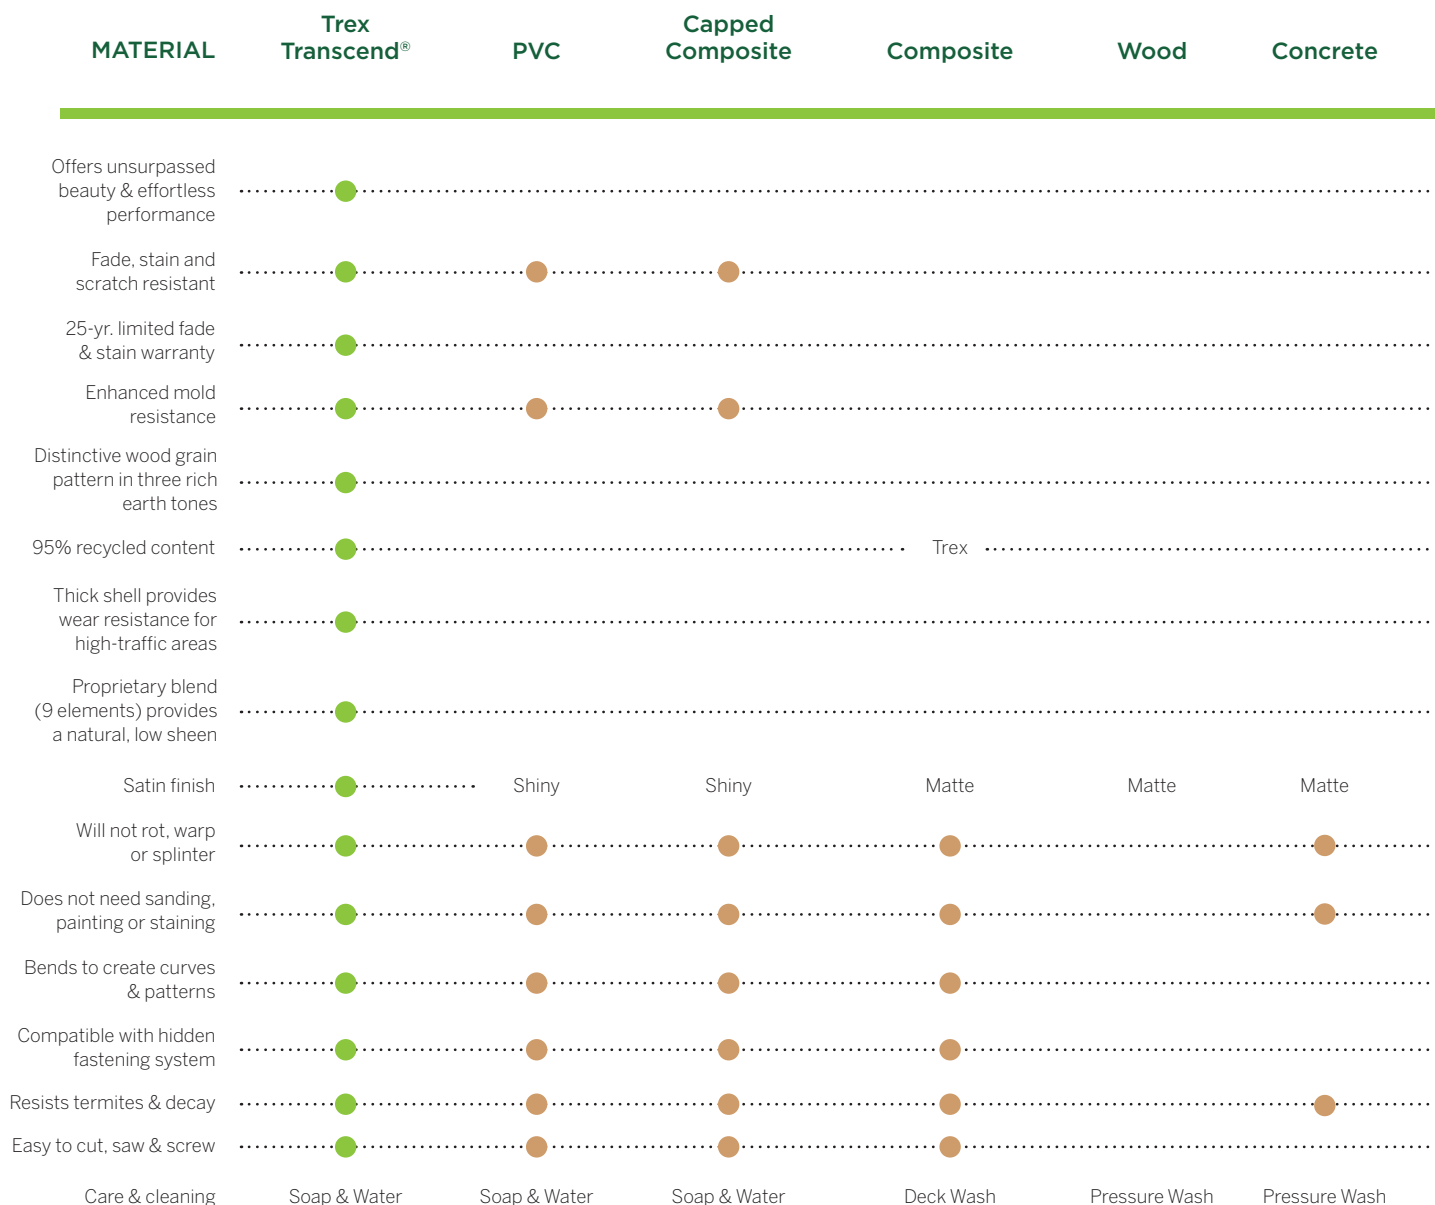 MATERIAL
Trex
Transcend®
PVC
Capped
Composite
Composite
Wood
Concrete
Offers unsurpassed
beauty & effortless
performance
Fade, stain and
scratch resistant
25-yr. limited fade
& stain warranty
Enhanced mold
resistance
Distinctive wood grain
pattern in three rich
earth tones
95% recycled content
Trex
Thick shell provides
wear resistance for
high-traffic areas
Proprietary blend
(9 elements) provides
a natural, low sheen
Satin finish
Shiny
Shiny
Matte
Matte
Matte
Will not rot, warp
or splinter
Does not need sanding,
painting or staining
Bends to create curves
& patterns
Compatible with hidden
fastening system
Resists termites & decay
Easy to cut, saw & screw
Care & cleaning
Soap & Water
Soap & Water
Soap & Water
Deck Wash
Pressure Wash
Pressure Wash